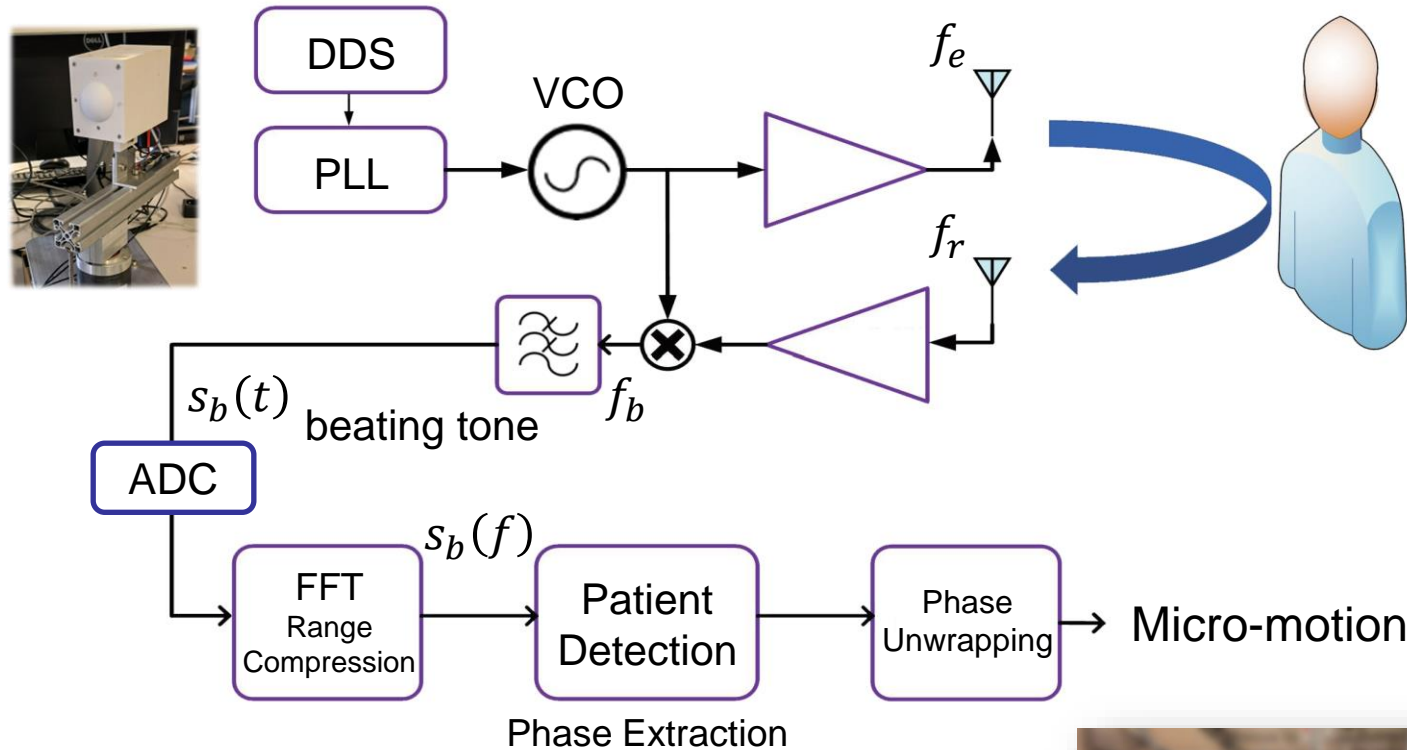 DDS
VCO
PLL
f_e
f_r
f_b
s_b(t)
beating tone
ADC
s_b(f)
FFT
Range
Compression
Patient
Detection
Phase
Unwrapping
Micro-motion
Phase Extraction
DELL